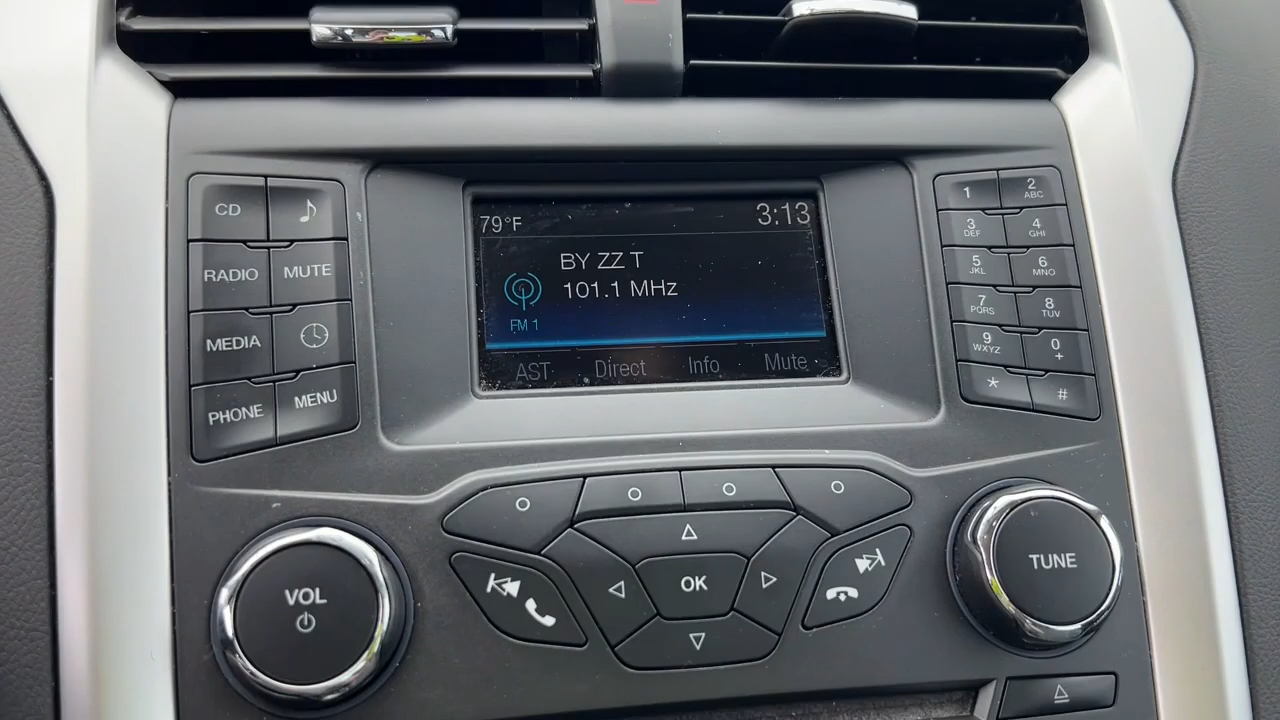 CD
RADIO MUTE
MEDIA
PHONE MENU
79°F 3:13
BY ZZ T
101.1 MHz
FM 1
AST Direct Info Mute
1 2 ABC
3 DEF 4 GHI
5 JKL 6 MNO
7 PQRS 8 TUV
9 WXYZ 0 +
* #
VOL
OK
TUNE